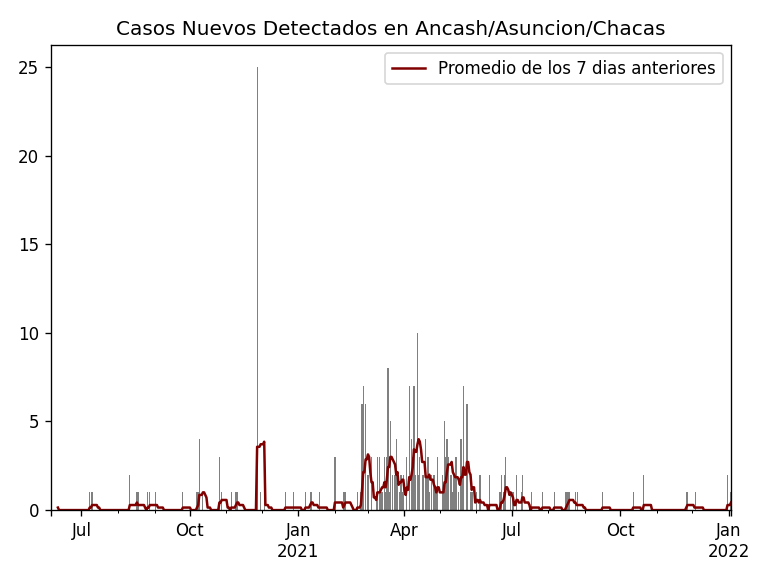 Casos Nuevos Detectados en Ancash/Asuncion/Chacas
Promedio de los 7 dias anteriores
25
20
15
10
5
0
Jul Oct Jan Apr Jul Oct Jan
2021 2022